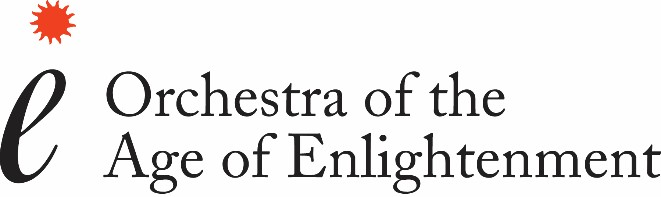 e
Orchestra of the
Age of Enlightenment